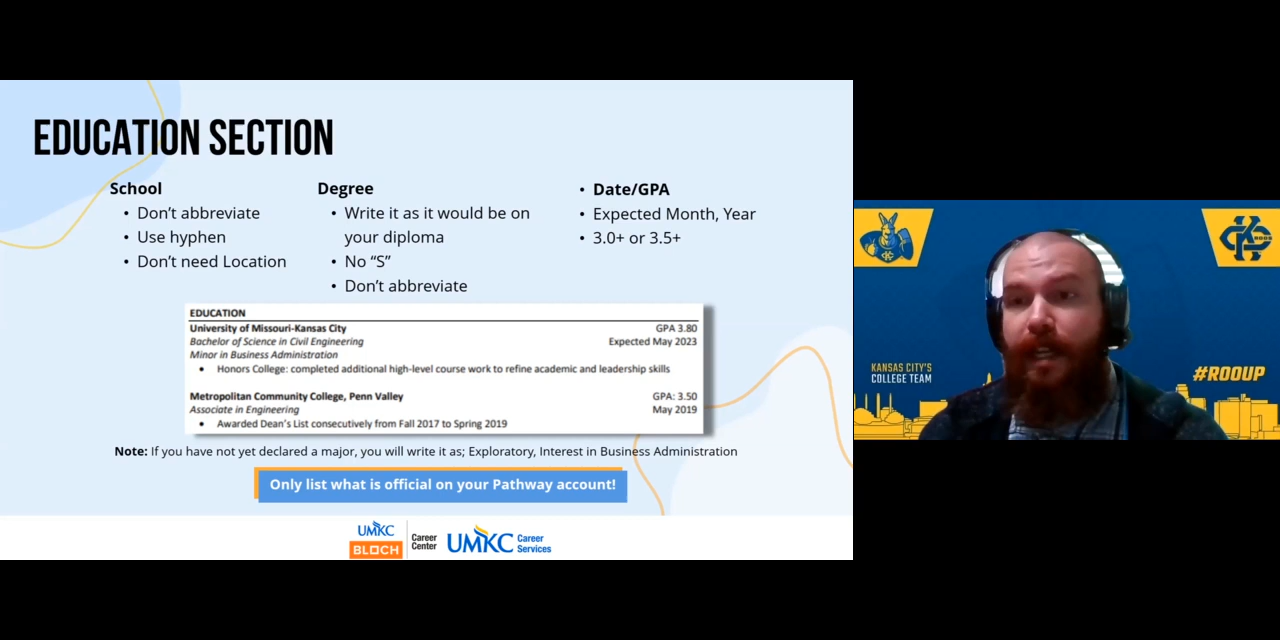 EDUCATION SECTION
School
• Don't abbreviate
• Use hyphen
• Don't need Location
Degree
• Write it as it would be on
your diploma
• No “S”
• Don't abbreviate
• Date/GPA
• Expected Month, Year
• 3.0+ or 3.5+
EDUCATION
University of Missouri-Kansas City GPA 3.80
Bachelor of Science in Civil Engineering Expected May 2023
Minor in Business Administration
• Honors College: completed additional high-level course work to refine academic and leadership skills
Metropolitan Community College, Penn Valley GPA: 3.50
Associate in Engineering May 2019
• Awarded Dean's List consecutively from Fall 2017 to Spring 2019
Note: If you have not yet declared a major, you will write it as; Exploratory, Interest in Business Administration
Only list what is official on your Pathway account!
UMKC
BLOCH
Career
Center
UMKC
Career
Services
KC
KC
ROOS
KANSAS CITY'S
COLLEGE TEAM
#ROOUP